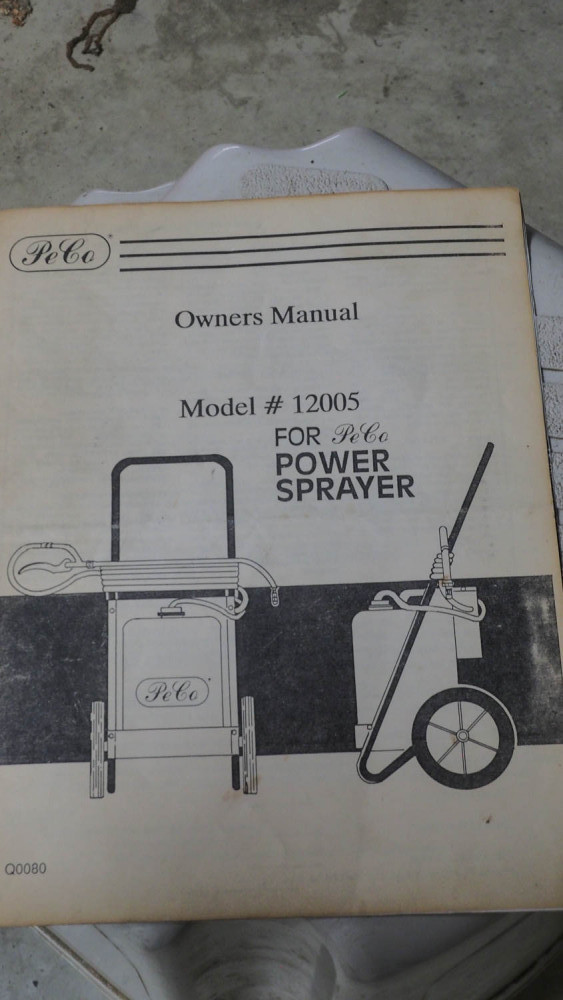 PeCo
Owners Manual
Model # 12005
FOR PeCo
POWER
SPRAYER
PeCo
Q0080